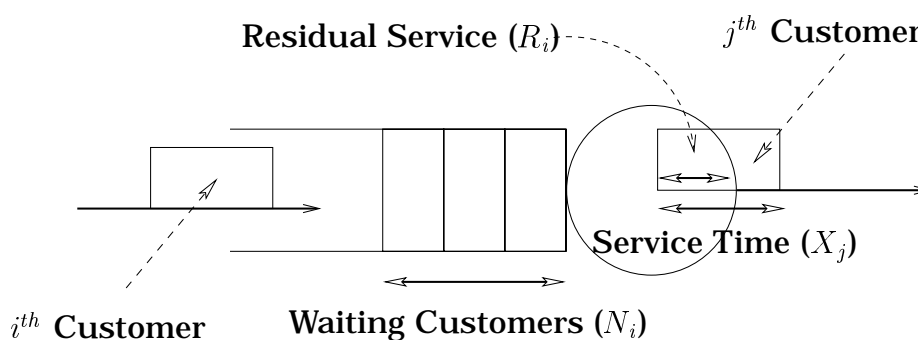 Residual Service (R_i)
j^{th} Customer
Service Time (X_j)
i^{th} Customer
Waiting Customers (N_i)